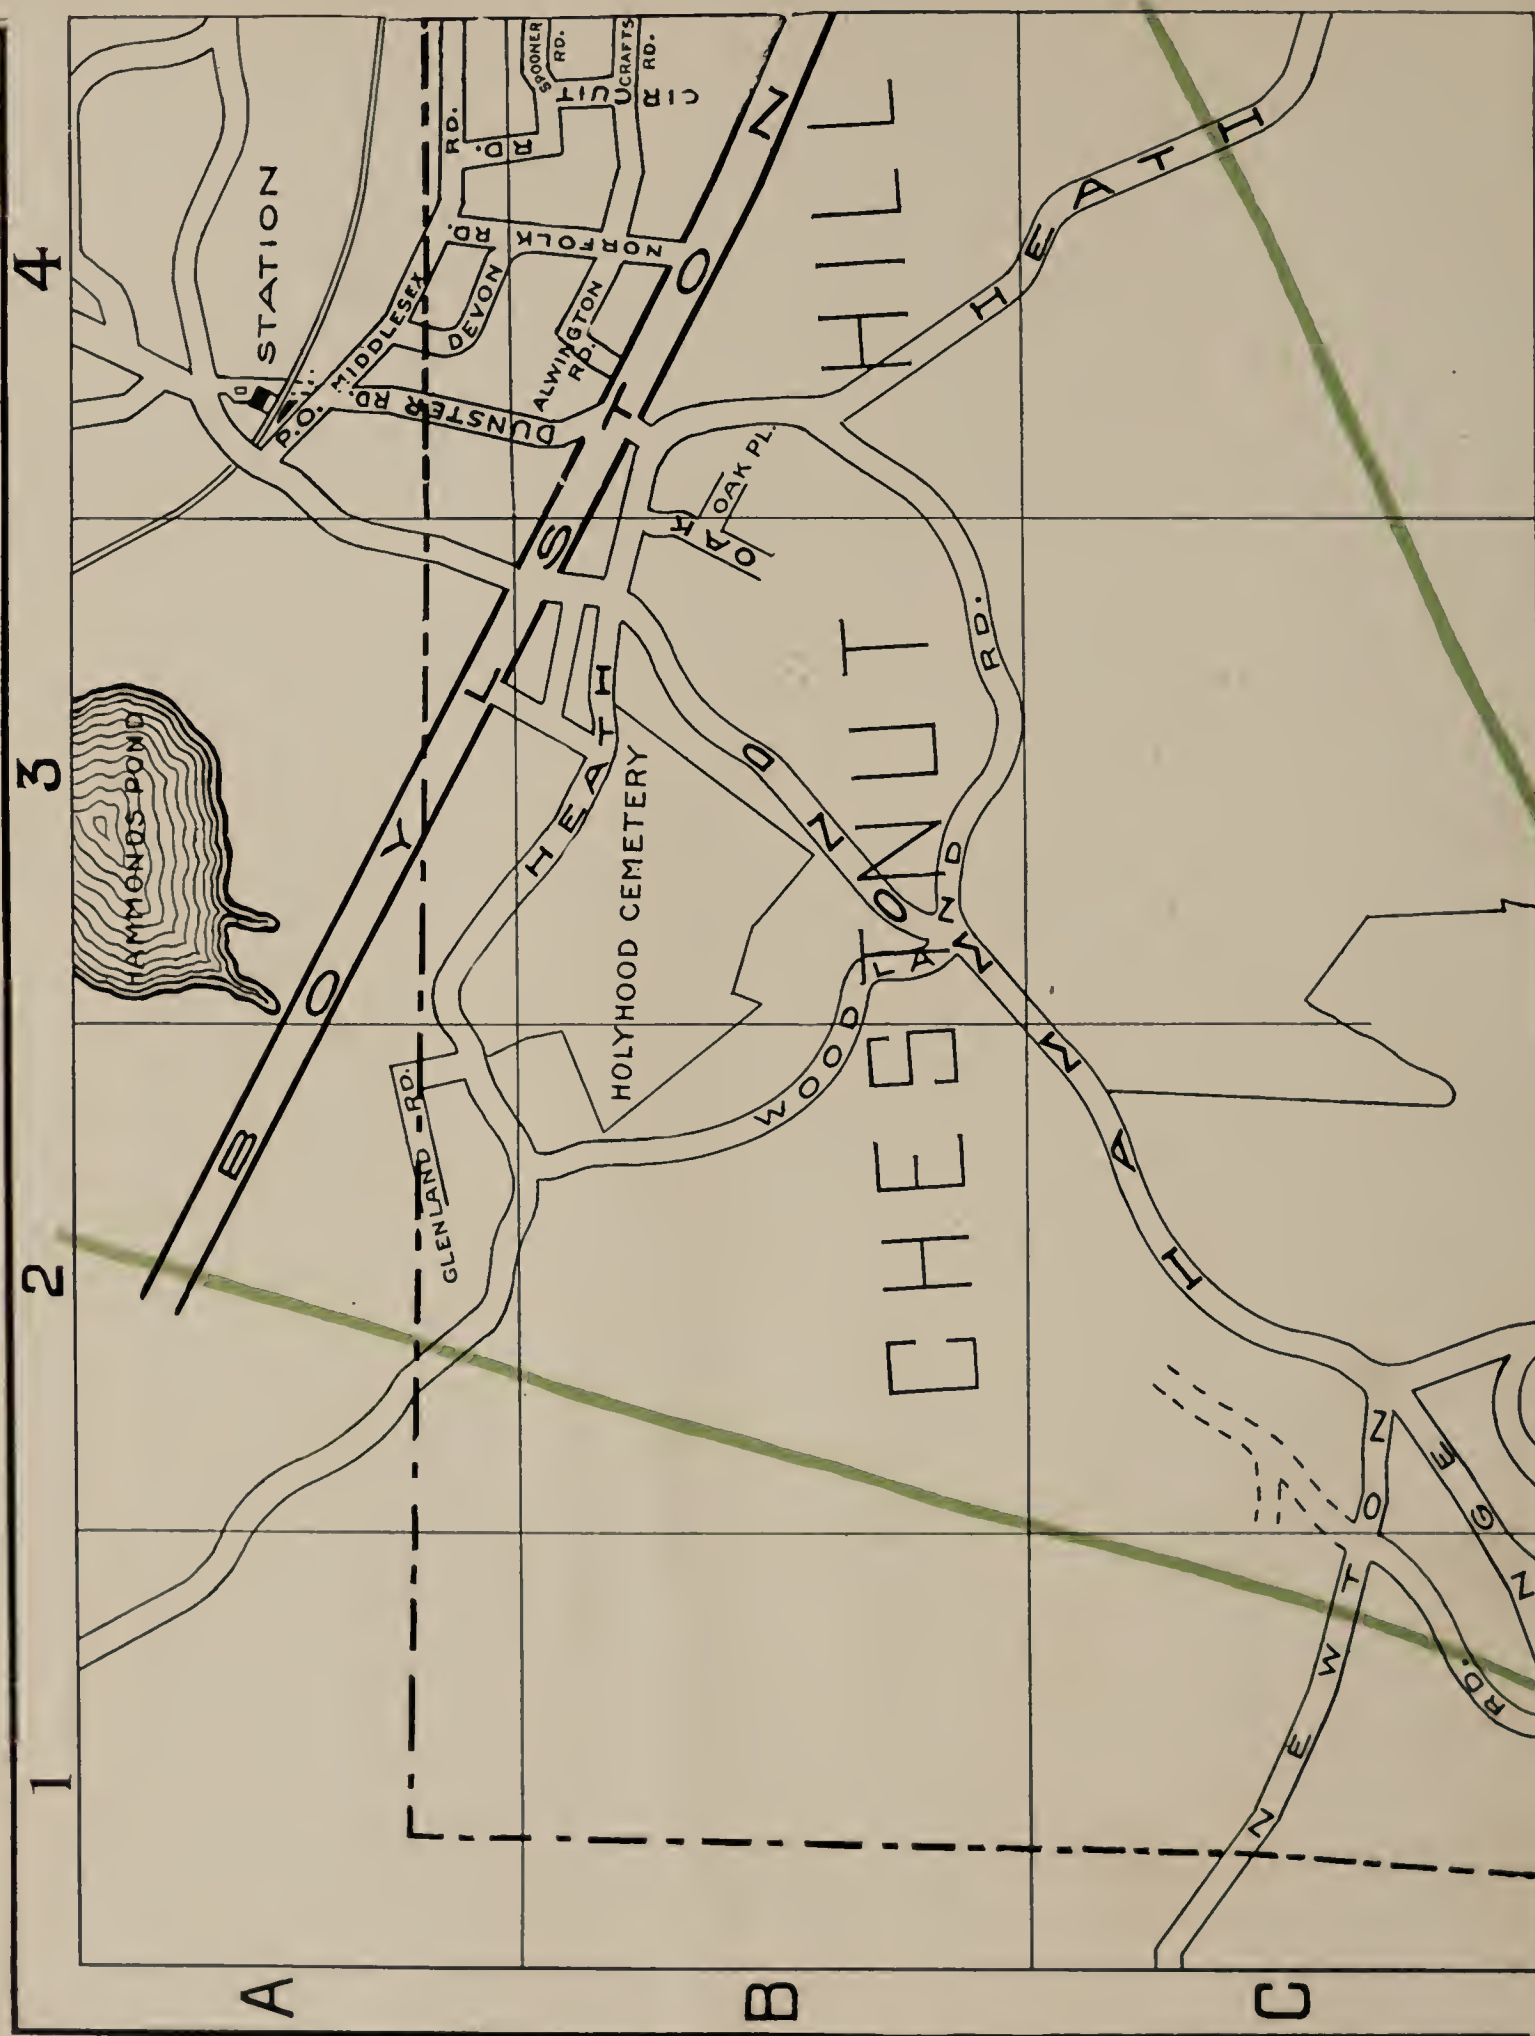 1
2
3
4
A
B
C
STATION
P.O.
HAMMONDS POND
MIDDLESEX RD.
DEVON RD.
DUNSTER RD.
NORFOLK RD.
ALWINGTON RD.
SPOONER RD.
CRAFTS RD.
CIRCUIT
BOYLSTON
GLENLAND RD.
HEATH
HOLYHOOD CEMETERY
OAK PL.
OAK
HAMMOND
WOODLAND RD.
CHESTNUT HILL
HEATH
NEWTON
NEWTON
RD.